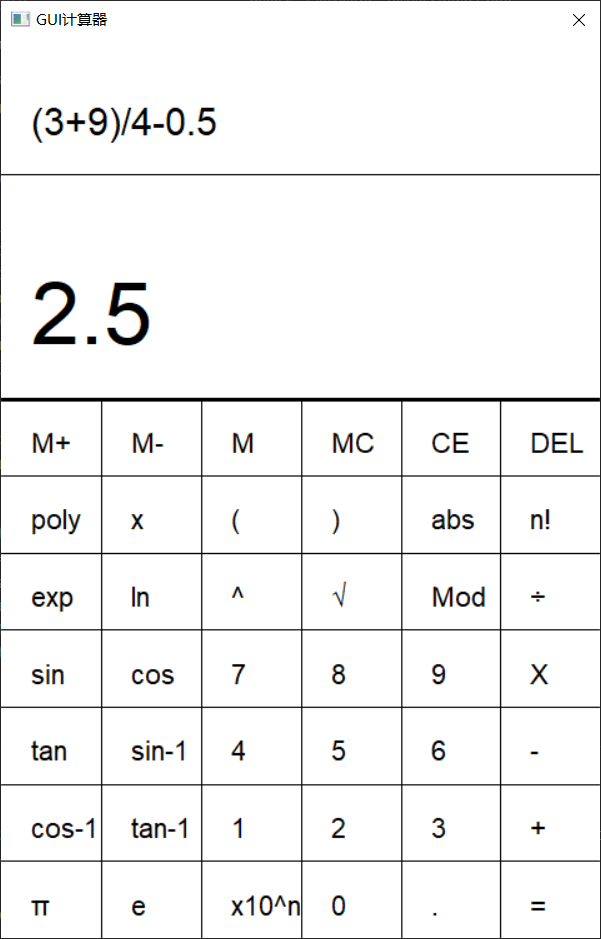 GUI计算器
(3+9)/4-0.5
2.5
M+ M- M MC CE DEL
poly x ( ) abs n!
exp ln ^ √ Mod ÷
sin cos 7 8 9 X
tan sin-1 4 5 6 -
cos-1 tan-1 1 2 3 +
π e x10^n 0 . =